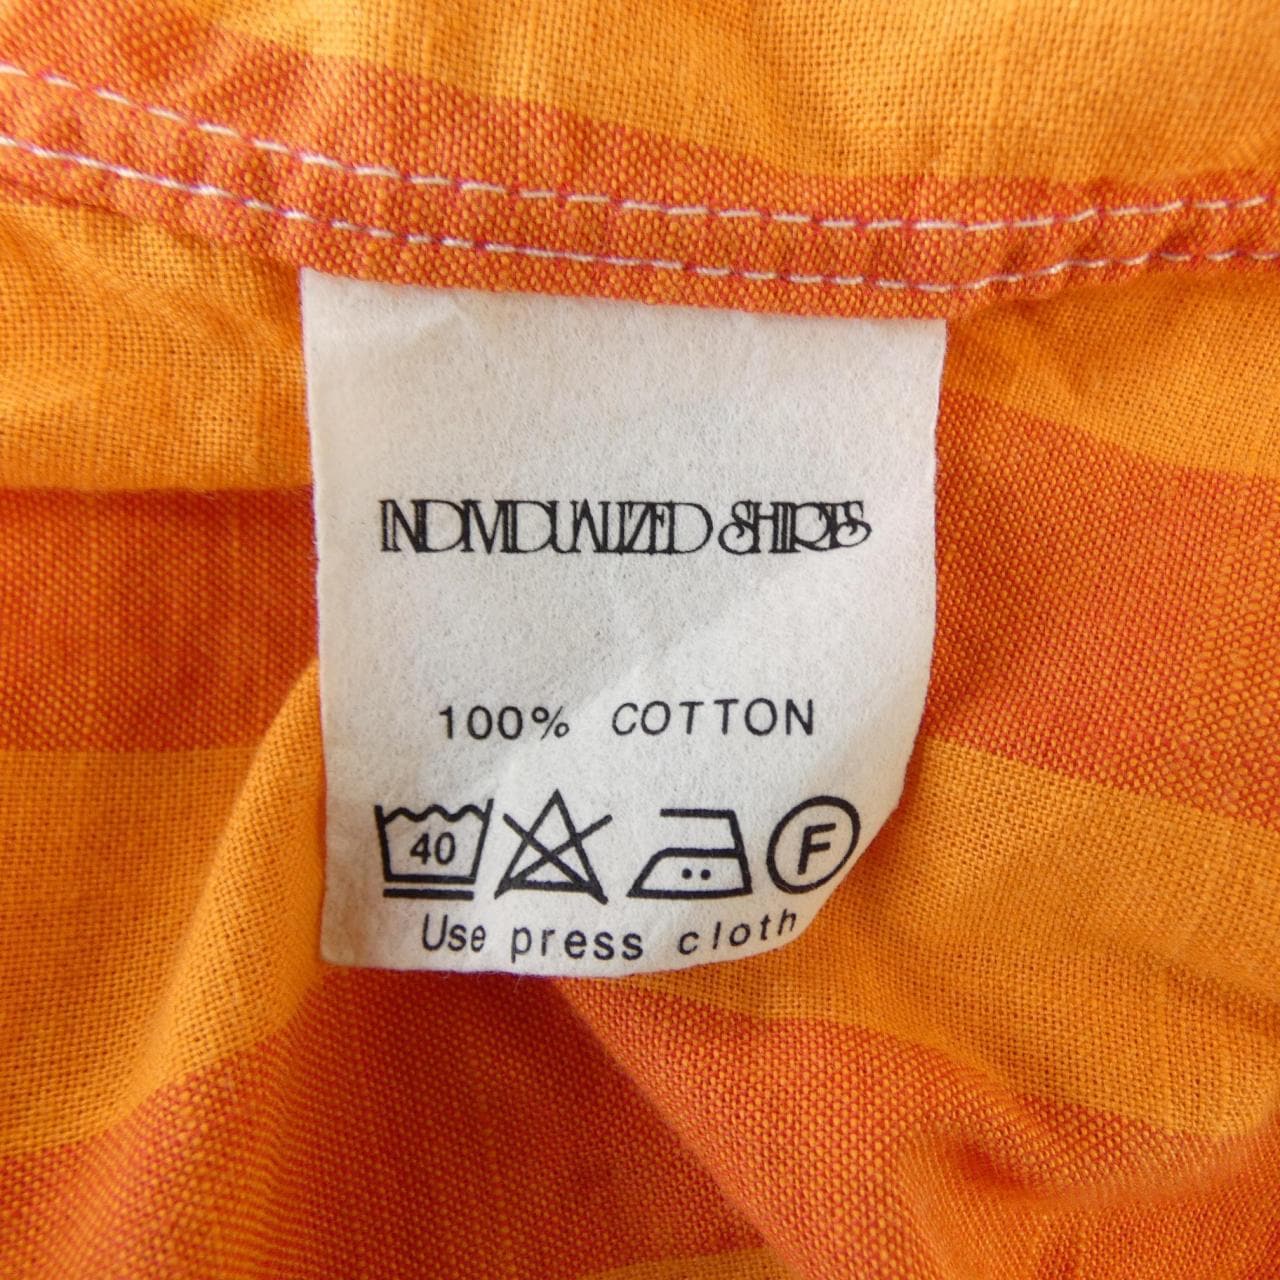 INDIVIDUALIZED SHIRTS
100% COTTON
40 F
Use press cloth